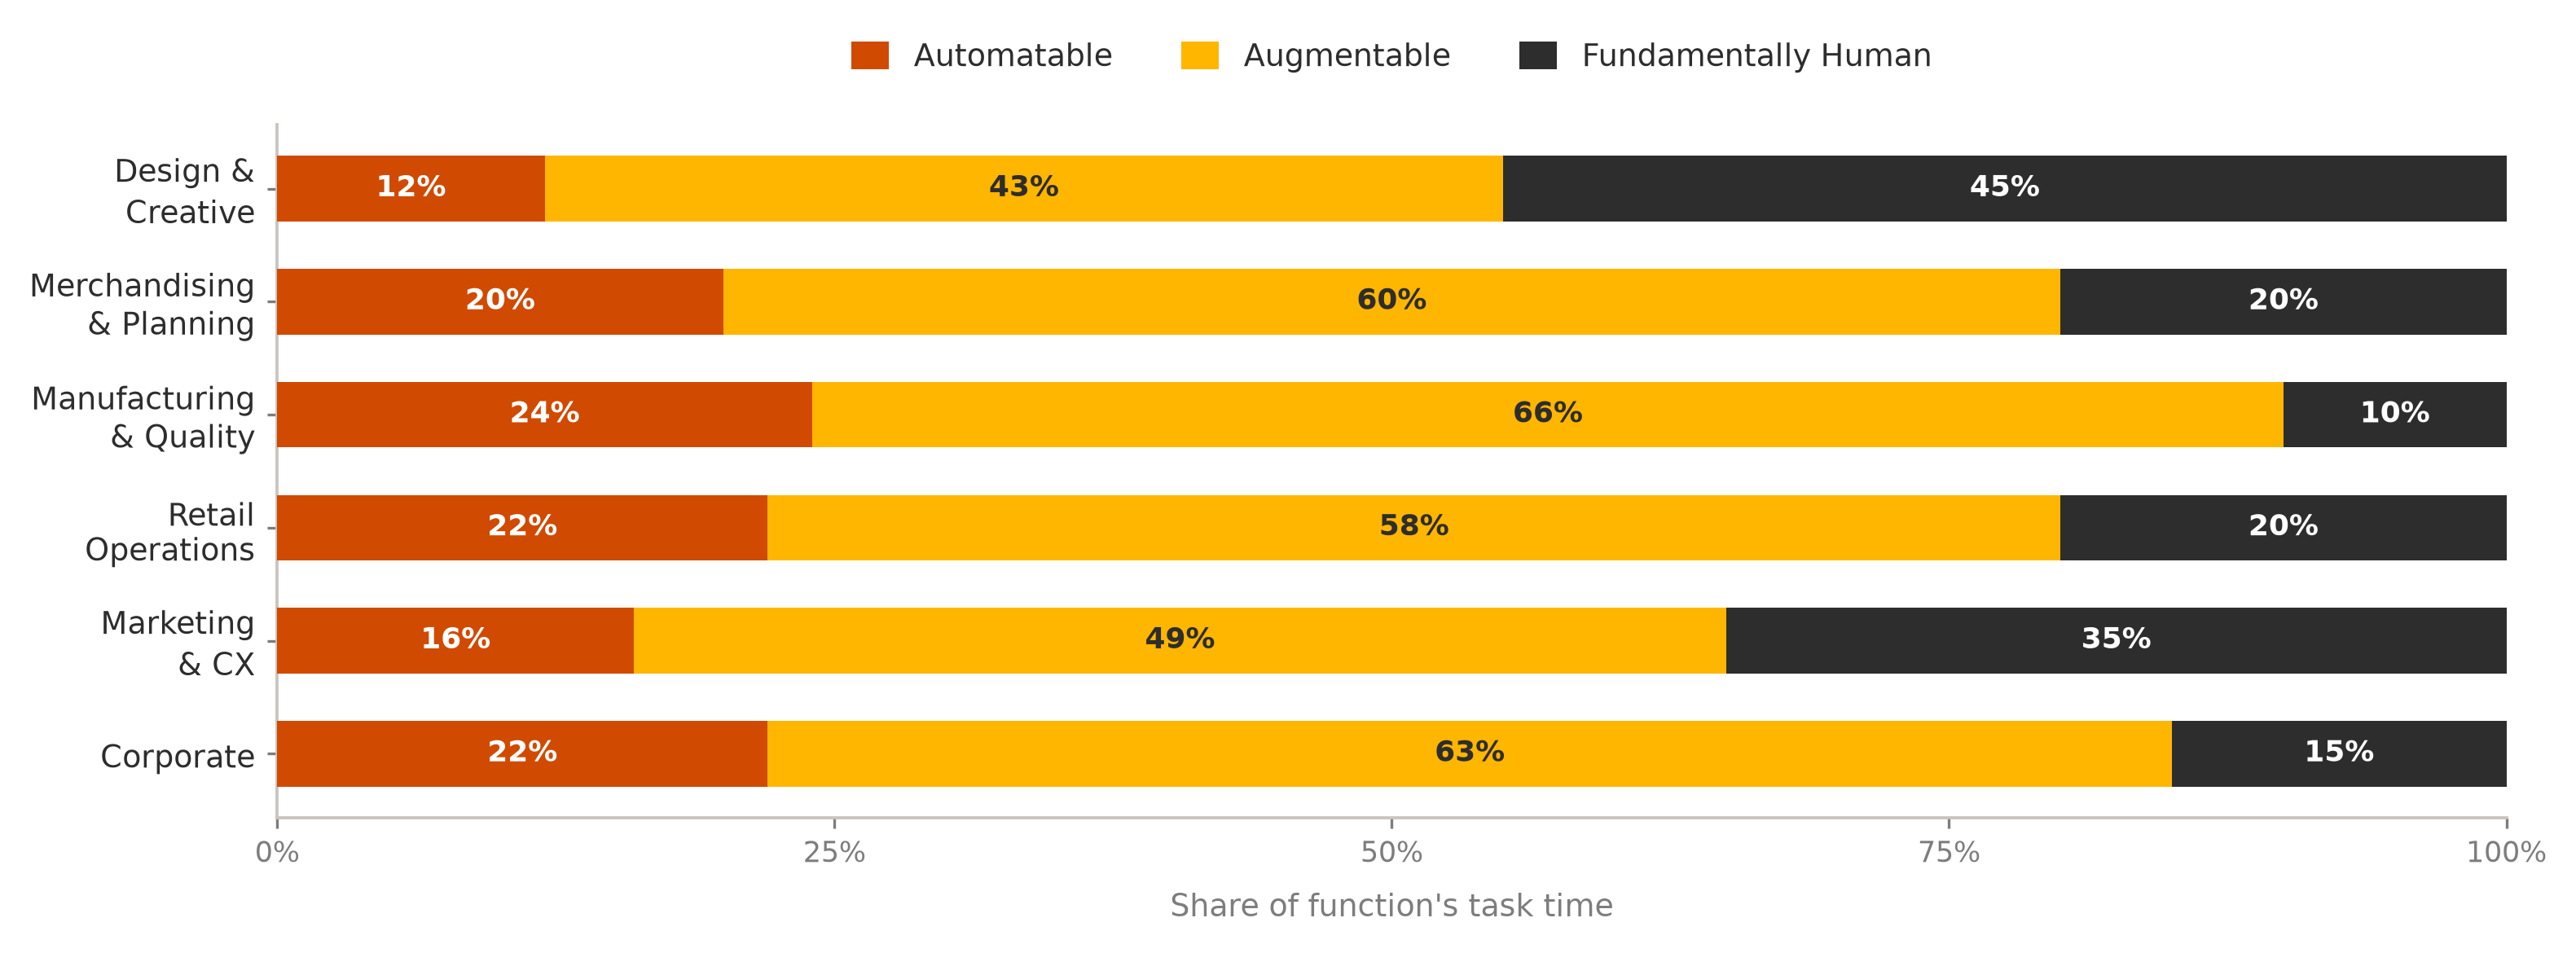 Automatable Augmentable Fundamentally Human
Design &
Creative
12% 43% 45%
Merchandising
& Planning
20% 60% 20%
Manufacturing
& Quality
24% 66% 10%
Retail
Operations
22% 58% 20%
Marketing
& CX
16% 49% 35%
Corporate
22% 63% 15%
0% 25% 50% 75% 100%
Share of function's task time